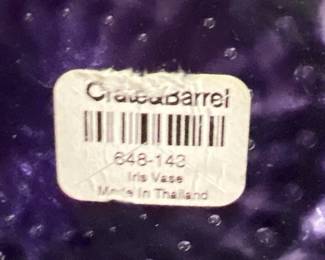 Crate&Barrel
648-143
Iris Vase
Made In Thailand